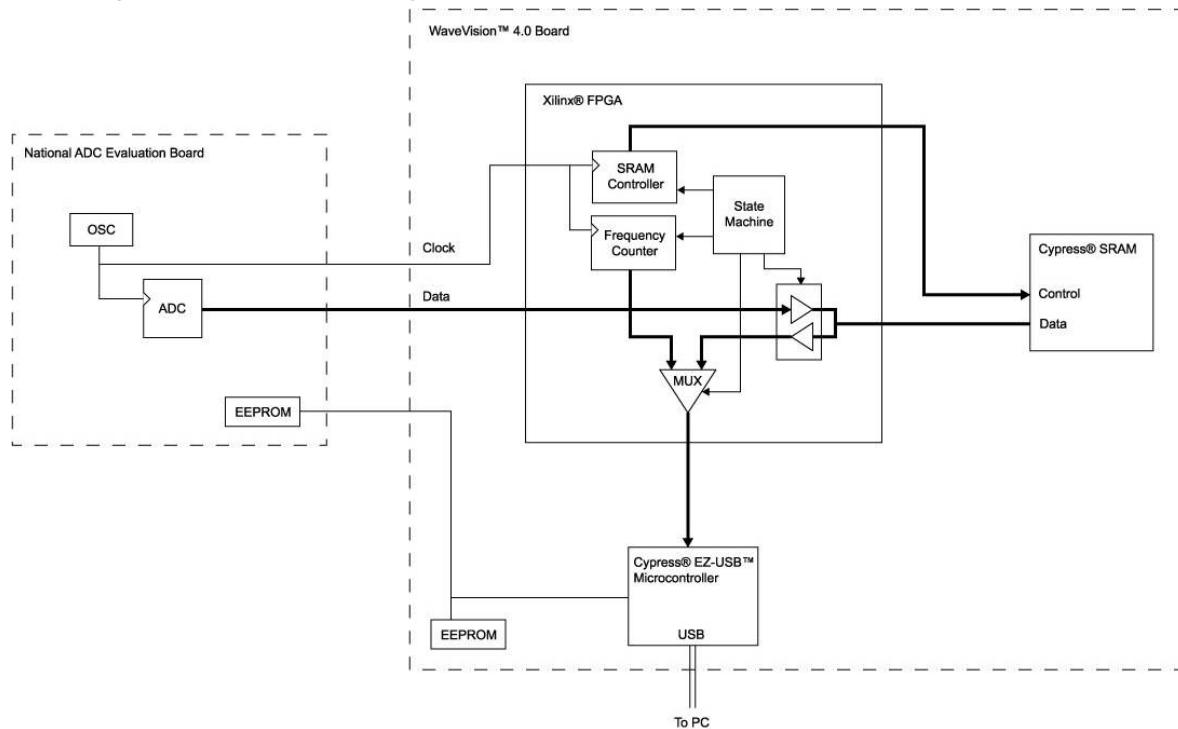 WaveVision™ 4.0 Board
Xilinx® FPGA
National ADC Evaluation Board
SRAM
Controller
State
Machine
OSC
Frequency
Counter
Clock
Cypress® SRAM
ADC
Data
Control
Data
MUX
EEPROM
Cypress® EZ-USB™
Microcontroller
EEPROM
USB
To PC